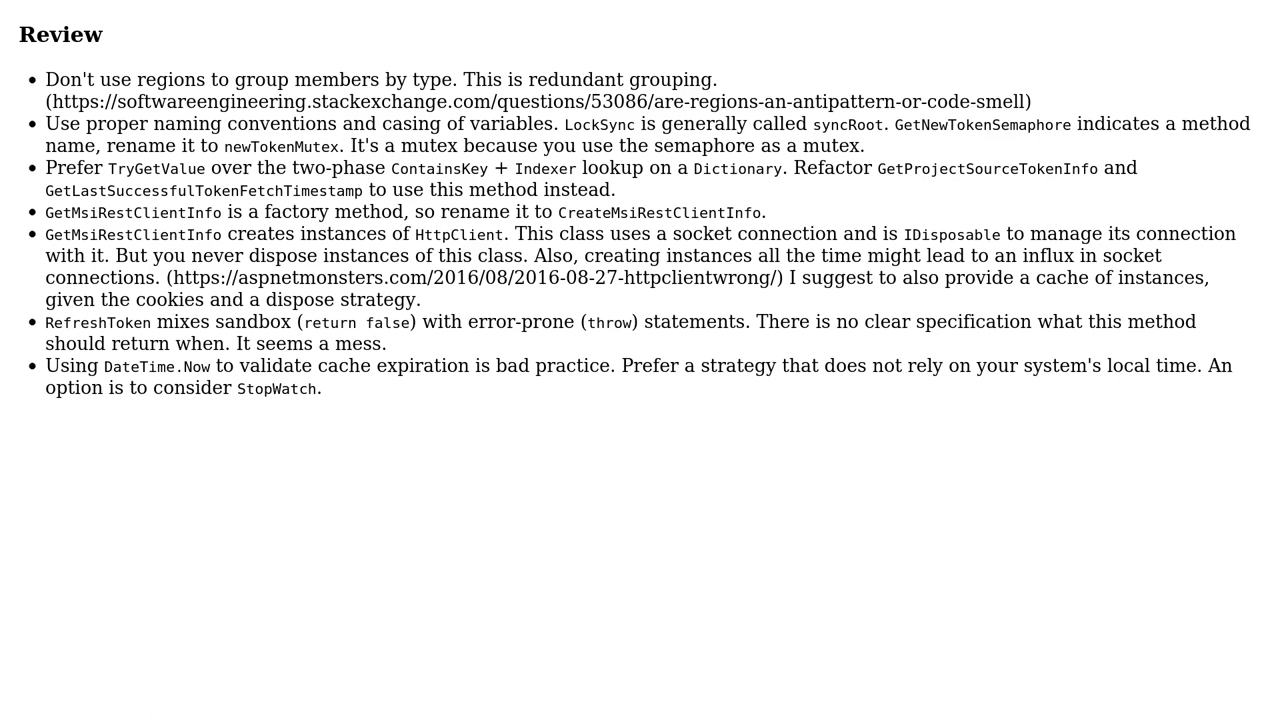 Review
• Don't use regions to group members by type. This is redundant grouping.
(https://softwareengineering.stackexchange.com/questions/53086/are-regions-an-antipattern-or-code-smell)
• Use proper naming conventions and casing of variables. LockSync is generally called syncRoot. GetNewTokenSemaphore indicates a method
name, rename it to newTokenMutex. It's a mutex because you use the semaphore as a mutex.
• Prefer TryGetValue over the two-phase ContainsKey + Indexer lookup on a Dictionary. Refactor GetProjectSourceTokenInfo and
GetLastSuccessfulTokenFetchTimestamp to use this method instead.
• GetMsiRestClientInfo is a factory method, so rename it to CreateMsiRestClientInfo.
• GetMsiRestClientInfo creates instances of HttpClient. This class uses a socket connection and is IDisposable to manage its connection
with it. But you never dispose instances of this class. Also, creating instances all the time might lead to an influx in socket
connections. (https://aspnetmonsters.com/2016/08/2016-08-27-httpclientwrong/) I suggest to also provide a cache of instances,
given the cookies and a dispose strategy.
• RefreshToken mixes sandbox (return false) with error-prone (throw) statements. There is no clear specification what this method
should return when. It seems a mess.
• Using DateTime.Now to validate cache expiration is bad practice. Prefer a strategy that does not rely on your system's local time. An
option is to consider StopWatch.